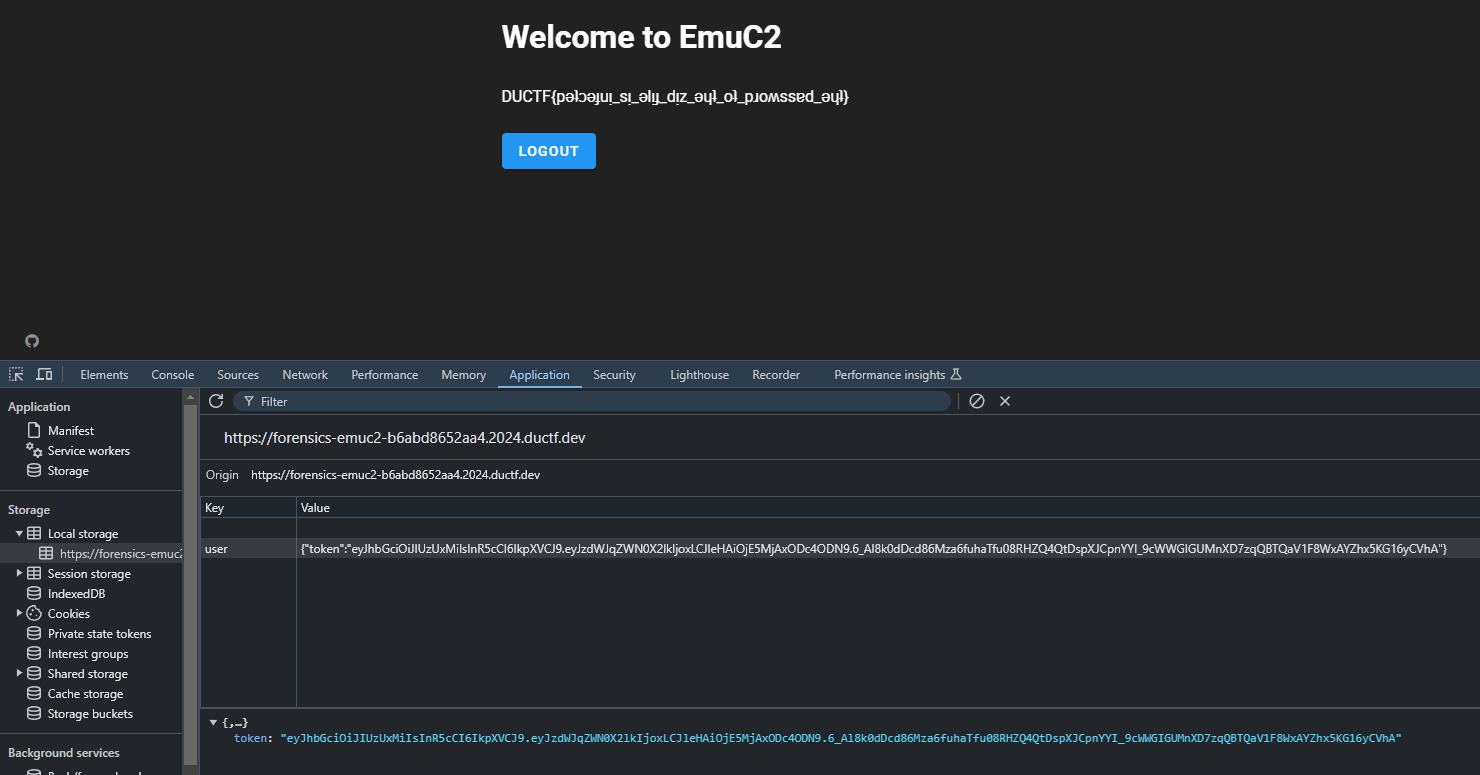 Welcome to EmuC2
DUCTF{pǝʇɔǝɟuᴉ_sᴉ_ǝlᴉɟ_dᴉz_ǝɥʇ_oʇ_pɹoʍssɐd_ǝɥʇ}
LOGOUT
Elements Console Sources Network Performance Memory Application Security Lighthouse Recorder Performance insights
Application
Manifest
Service workers
Storage
Storage
Local storage
https://forensics-emuc2
Session storage
IndexedDB
Cookies
Private state tokens
Interest groups
Shared storage
Cache storage
Storage buckets
Background services
Filter
https://forensics-emuc2-b6abd8652aa4.2024.ductf.dev
Origin https://forensics-emuc2-b6abd8652aa4.2024.ductf.dev
Key Value
user {"token":"eyJhbGciOiJIUzUxMiIsInR5cCI6IkpXVCJ9.eyJzdWJqZWN0X2lkIjoxLCJleHAiOjE5MjAxODc4ODN9.6_Al8k0dDcd86Mza6fuhaTfu08RHZQ4QtDspXJCpnYYI_9cWWGIGUMnXD7zqQBTQaV1F8WxAYZhx5KG16yCVhA"}
{,…}
token: "eyJhbGciOiJIUzUxMiIsInR5cCI6IkpXVCJ9.eyJzdWJqZWN0X2lkIjoxLCJleHAiOjE5MjAxODc4ODN9.6_Al8k0dDcd86Mza6fuhaTfu08RHZQ4QtDspXJCpnYYI_9cWWGIGUMnXD7zqQBTQaV1F8WxAYZhx5KG16yCVhA"